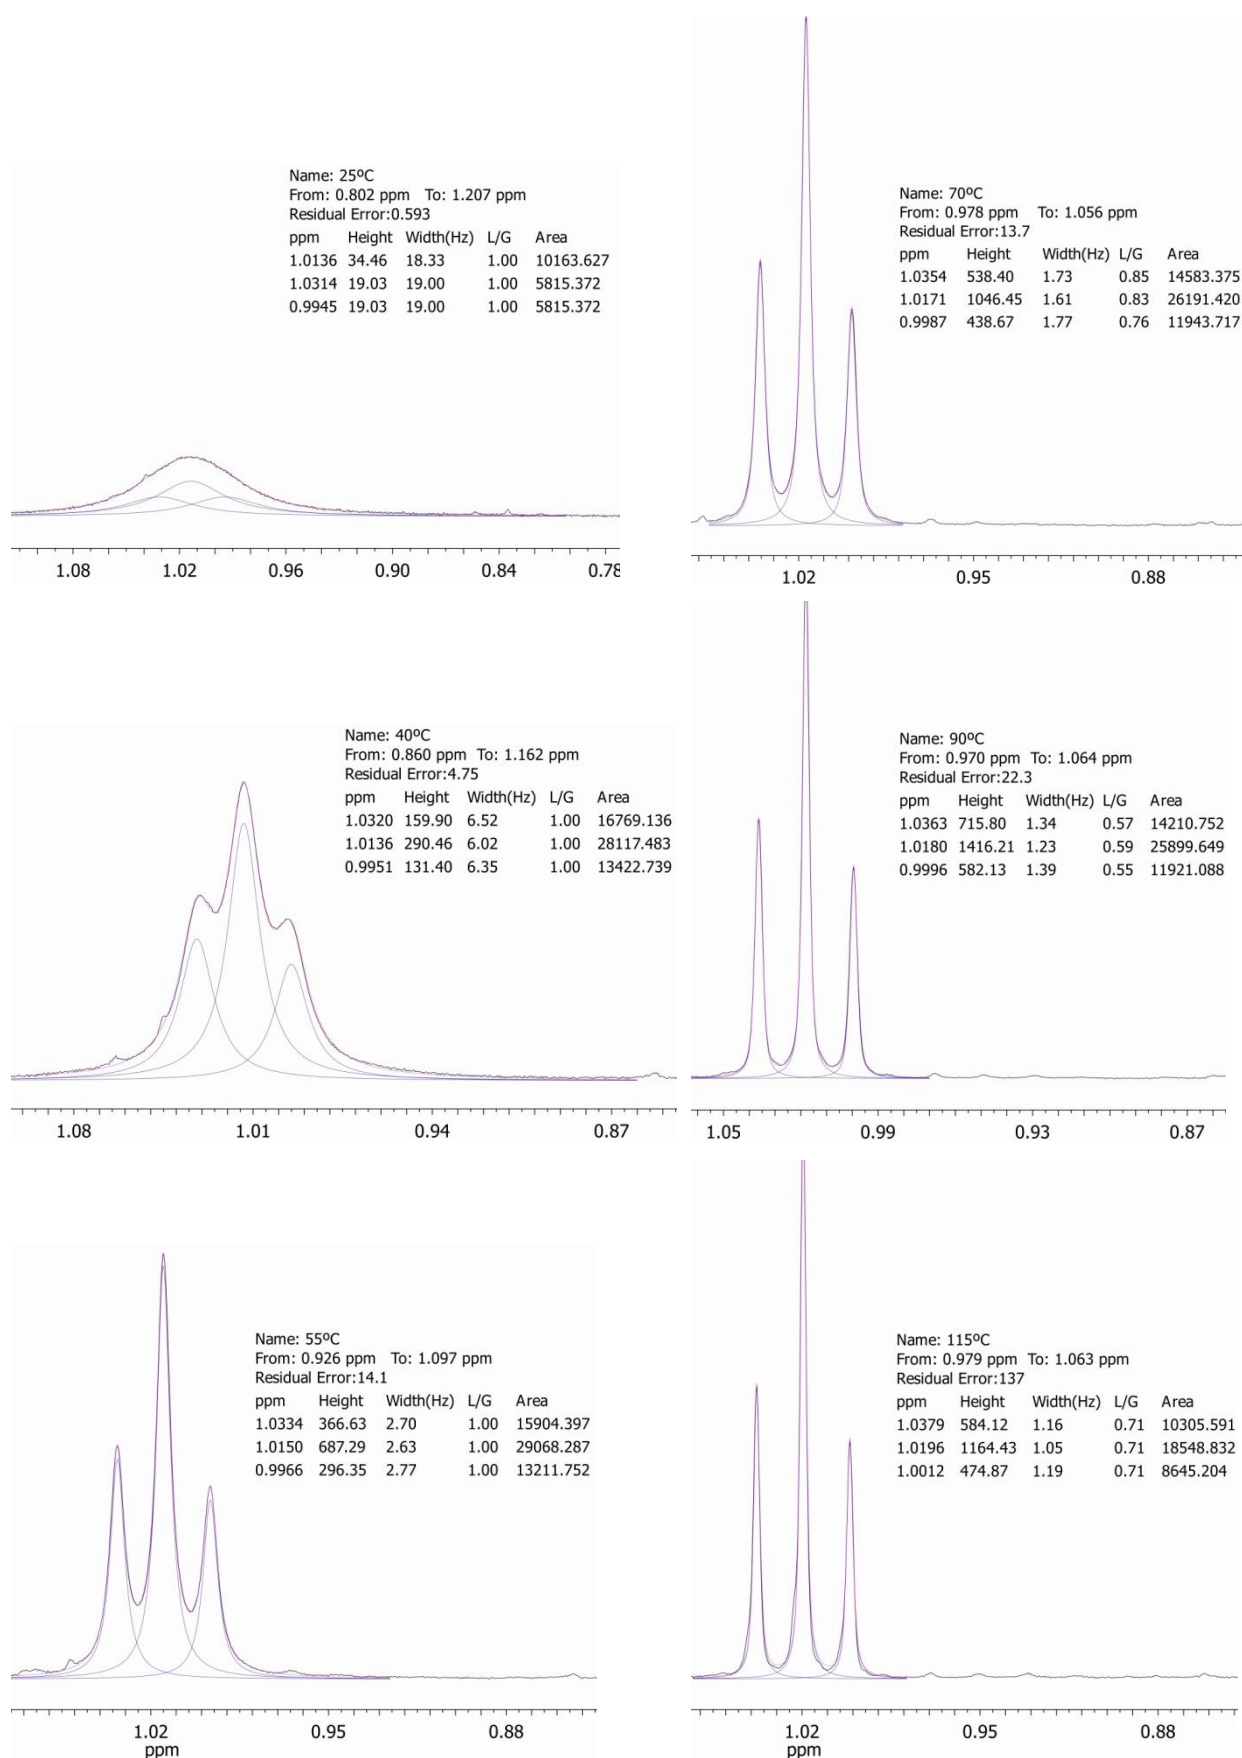 Name: 25ºC
From: 0.802 ppm To: 1.207 ppm
Residual Error:0.593
ppm Height Width(Hz) L/G Area
1.0136 34.46 18.33 1.00 10163.627
1.0314 19.03 19.00 1.00 5815.372
0.9945 19.03 19.00 1.00 5815.372
1.08 1.02 0.96 0.90 0.84 0.78
Name: 70ºC
From: 0.978 ppm To: 1.056 ppm
Residual Error:13.7
ppm Height Width(Hz) L/G Area
1.0354 538.40 1.73 0.85 14583.375
1.0171 1046.45 1.61 0.83 26191.420
0.9987 438.67 1.77 0.76 11943.717
1.02 0.95 0.88
Name: 40ºC
From: 0.860 ppm To: 1.162 ppm
Residual Error:4.75
ppm Height Width(Hz) L/G Area
1.0320 159.90 6.52 1.00 16769.136
1.0136 290.46 6.02 1.00 28117.483
0.9951 131.40 6.35 1.00 13422.739
1.08 1.01 0.94 0.87
Name: 90ºC
From: 0.970 ppm To: 1.064 ppm
Residual Error:22.3
ppm Height Width(Hz) L/G Area
1.0363 715.80 1.34 0.57 14210.752
1.0180 1416.21 1.23 0.59 25899.649
0.9996 582.13 1.39 0.55 11921.088
1.05 0.99 0.93 0.87
Name: 55ºC
From: 0.926 ppm To: 1.097 ppm
Residual Error:14.1
ppm Height Width(Hz) L/G Area
1.0334 366.63 2.70 1.00 15904.397
1.0150 687.29 2.63 1.00 29068.287
0.9966 296.35 2.77 1.00 13211.752
1.02 0.95 0.88
ppm
Name: 115ºC
From: 0.979 ppm To: 1.063 ppm
Residual Error:137
ppm Height Width(Hz) L/G Area
1.0379 584.12 1.16 0.71 10305.591
1.0196 1164.43 1.05 0.71 18548.832
1.0012 474.87 1.19 0.71 8645.204
1.02 0.95 0.88
ppm